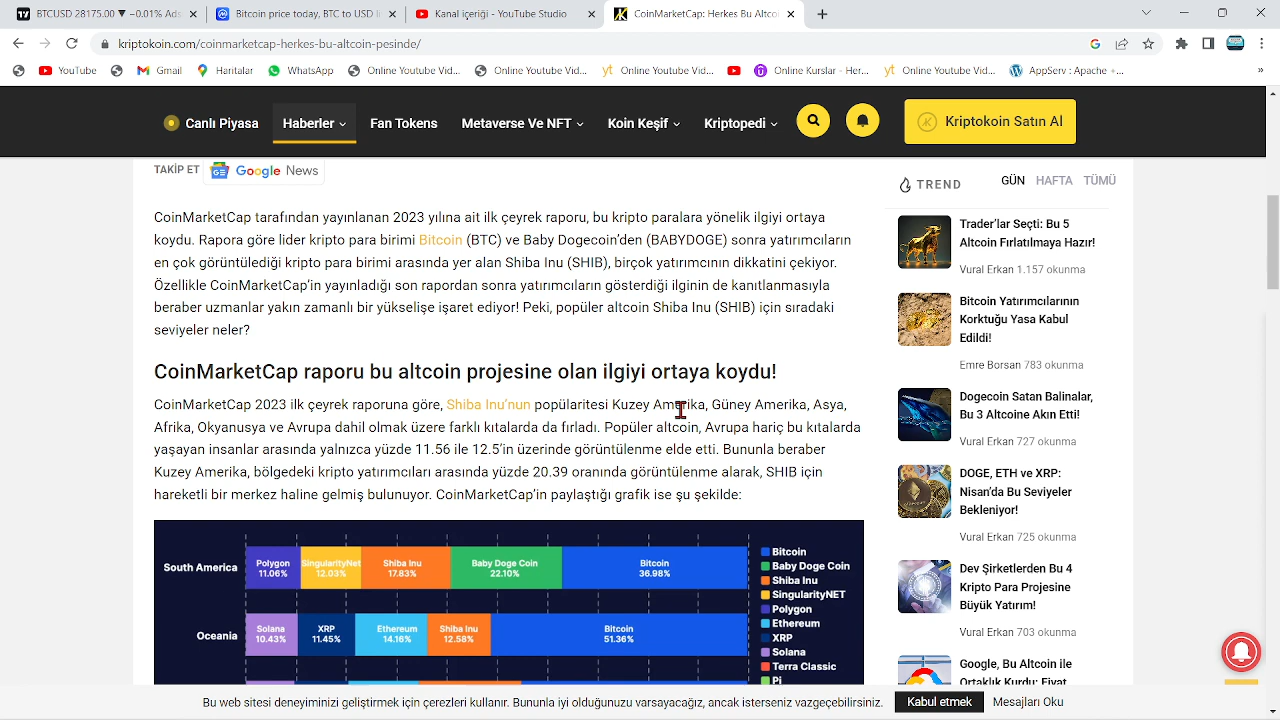 BTCUSD 28175.00 ▼ −0.01% Ads
Bitcoin price today, BTC to USD li
Kanal içeriği - YouTube Studio
CoinMarketCap: Herkes Bu Altco
kriptokoin.com/coinmarketcap-herkes-bu-altcoin-pesinde/
YouTube
Gmail
Haritalar
WhatsApp
Online Youtube Vid...
Online Youtube Vid...
Online Youtube Vid...
Online Kurslar - Her...
Online Youtube Vid...
AppServ : Apache +...
»
Canlı Piyasa
Haberler
Fan Tokens
Metaverse Ve NFT
Koin Keşif
Kriptopedi
Kriptokoin Satın Al
TAKİP ET
Google News
CoinMarketCap tarafından yayınlanan 2023 yılına ait ilk çeyrek raporu, bu kripto paralara yönelik ilgiyi ortaya
koydu. Rapora göre lider kripto para birimi Bitcoin (BTC) ve Baby Dogecoin’den (BABYDOGE) sonra yatırımcıların
en çok görüntülediği kripto para birimi arasında yer alan Shiba Inu (SHIB), birçok yatırımcının dikkatini çekiyor.
Özellikle CoinMarketCap’in yayınladığı son rapordan sonra yatırımcıların gösterdiği ilginin de kanıtlanmasıyla
beraber uzmanlar yakın zamanlı bir yükselişe işaret ediyor! Peki, popüler altcoin Shiba Inu (SHIB) için sıradaki
seviyeler neler?
CoinMarketCap raporu bu altcoin projesine olan ilgiyi ortaya koydu!
CoinMarketCap 2023 ilk çeyrek raporuna göre, Shiba Inu’nun popülaritesi Kuzey Amerika, Güney Amerika, Asya,
Afrika, Okyanusya ve Avrupa dahil olmak üzere farklı kıtalarda da fırladı. Popüler altcoin, Avrupa hariç bu kıtalarda
yaşayan insanlar arasında yalnızca yüzde 11.56 ile 12.5’in üzerinde görüntülenme elde etti. Bununla beraber
Kuzey Amerika, bölgedeki kripto yatırımcıları arasında yüzde 20.39 oranında görüntülenme alarak, SHIB için
hareketli bir merkez haline gelmiş bulunuyor. CoinMarketCap’in paylaştığı grafik ise şu şekilde:
South America
Polygon
11.06%
SingularityNet
12.03%
Shiba Inu
17.83%
Baby Doge Coin
22.10%
Bitcoin
36.98%
Oceania
Solana
10.43%
XRP
11.45%
Ethereum
14.16%
Shiba Inu
12.58%
Bitcoin
51.36%
Bitcoin
Baby Doge Coin
Shiba Inu
SingularityNET
Polygon
Ethereum
XRP
Solana
Terra Classic
Pi
TREND
GÜN
HAFTA
TÜMÜ
Trader’lar Seçti: Bu 5
Altcoin Fırlatılmaya Hazır!
Vural Erkan 1.157 okunma
Bitcoin Yatırımcılarının
Korktuğu Yasa Kabul
Edildi!
Emre Borsan 783 okunma
Dogecoin Satan Balinalar,
Bu 3 Altcoine Akın Etti!
Vural Erkan 727 okunma
DOGE, ETH ve XRP:
Nisan’da Bu Seviyeler
Bekleniyor!
Vural Erkan 725 okunma
Dev Şirketlerden Bu 4
Kripto Para Projesine
Büyük Yatırım!
Vural Erkan 703 okunma
Google, Bu Altcoin ile
Ortaklık Kurdu: Fiyat
Bu web sitesi deneyiminizi geliştirmek için çerezleri kullanır. Bununla iyi olduğunuzu varsayacağız, ancak isterseniz vazgeçebilirsiniz.
Kabul etmek
Mesajları Oku